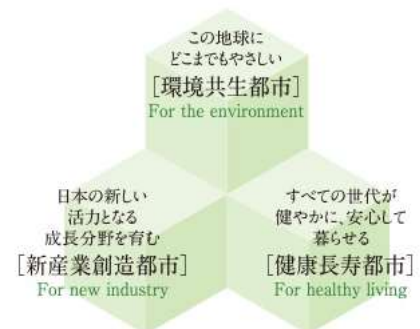 この地球に
どこまでもやさしい
［環境共生都市］
For the environment
日本の新しい
活力となる
成長分野を育む
［新産業創造都市］
For new industry
すべての世代が
健やかに、安心して
暮らせる
［健康長寿都市］
For healthy living